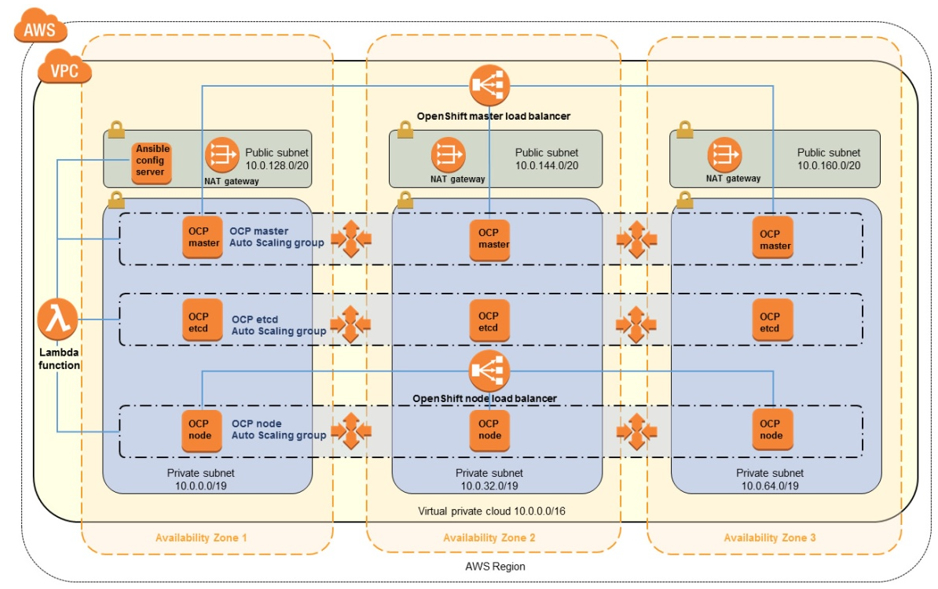 AWS
VPC
OpenShift master load balancer
Ansible
config
server
NAT gateway
Public subnet
10.0.128.0/20
NAT gateway
Public subnet
10.0.144.0/20
NAT gateway
Public subnet
10.0.160.0/20
OCP
master
OCP master
Auto Scaling group
OCP
master
OCP
master
Lambda
function
OCP
etcd
OCP etcd
Auto Scaling group
OCP
etcd
OCP
etcd
OpenShift node load balancer
OCP
node
OCP node
Auto Scaling group
OCP
node
OCP
node
Private subnet
10.0.0.0/19
Private subnet
10.0.32.0/19
Private subnet
10.0.64.0/19
Virtual private cloud 10.0.0.0/16
Availability Zone 1
Availability Zone 2
Availability Zone 3
AWS Region